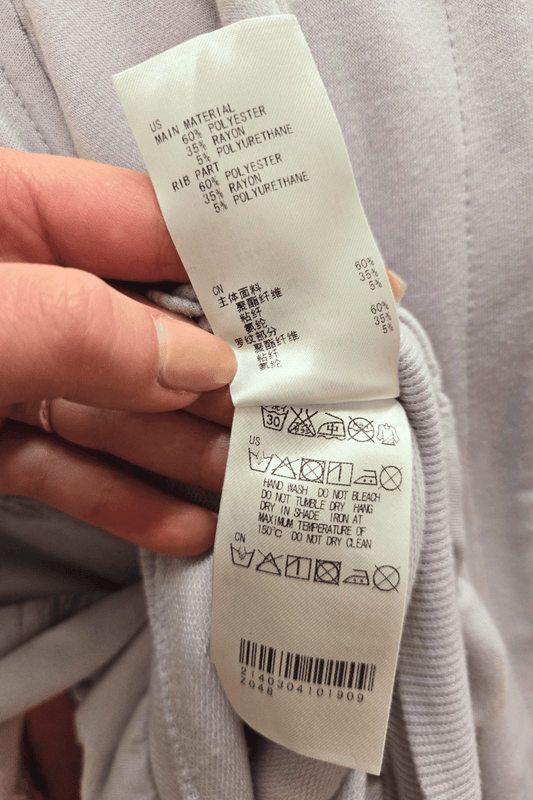 US
MAIN MATERIAL
60% POLYESTER
35% RAYON
5% POLYURETHANE
RIB PART
60% POLYESTER
35% RAYON
5% POLYURETHANE
CN
主体面料
聚酯纤维 60%
粘纤 35%
氨纶 5%
罗纹部分
聚酯纤维 60%
粘纤 35%
氨纶 5%
30
US
HAND WASH DO NOT BLEACH
DO NOT TUMBLE DRY HANG
DRY IN SHADE IRON AT
MAXIMUM TEMPERATURE OF
150°C DO NOT DRY CLEAN
CN
2140304101909
Z048